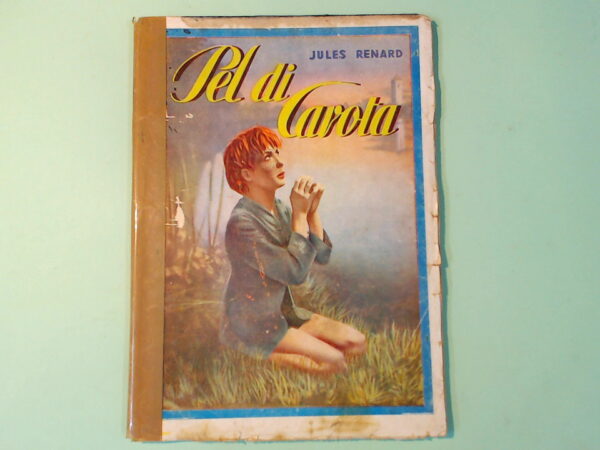 JULES RENARD
Pel di
Carota